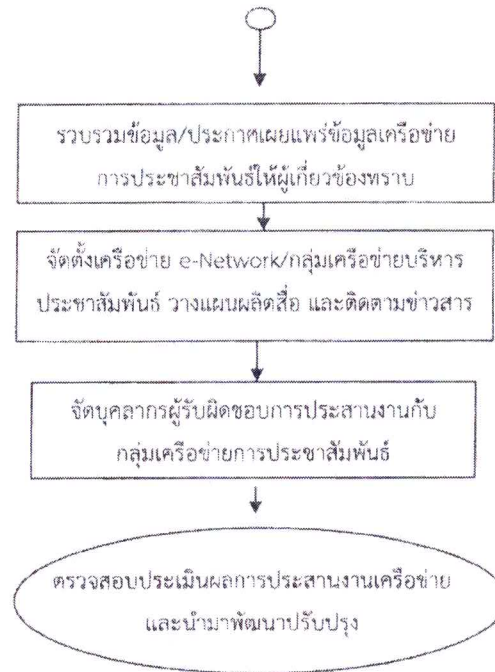 รวบรวมข้อมูล/ประกาศเผยแพร่ข้อมูลเครือข่าย
การประชาสัมพันธ์ให้ผู้เกี่ยวข้องทราบ
จัดตั้งเครือข่าย e-Network/กลุ่มเครือข่ายบริหาร
ประชาสัมพันธ์ วางแผนผลิตสื่อ และติดตามข่าวสาร
จัดบุคลากรผู้รับผิดชอบการประสานงานกับ
กลุ่มเครือข่ายการประชาสัมพันธ์
ตรวจสอบประเมินผลการประสานงานเครือข่าย
และนำมาพัฒนาปรับปรุง